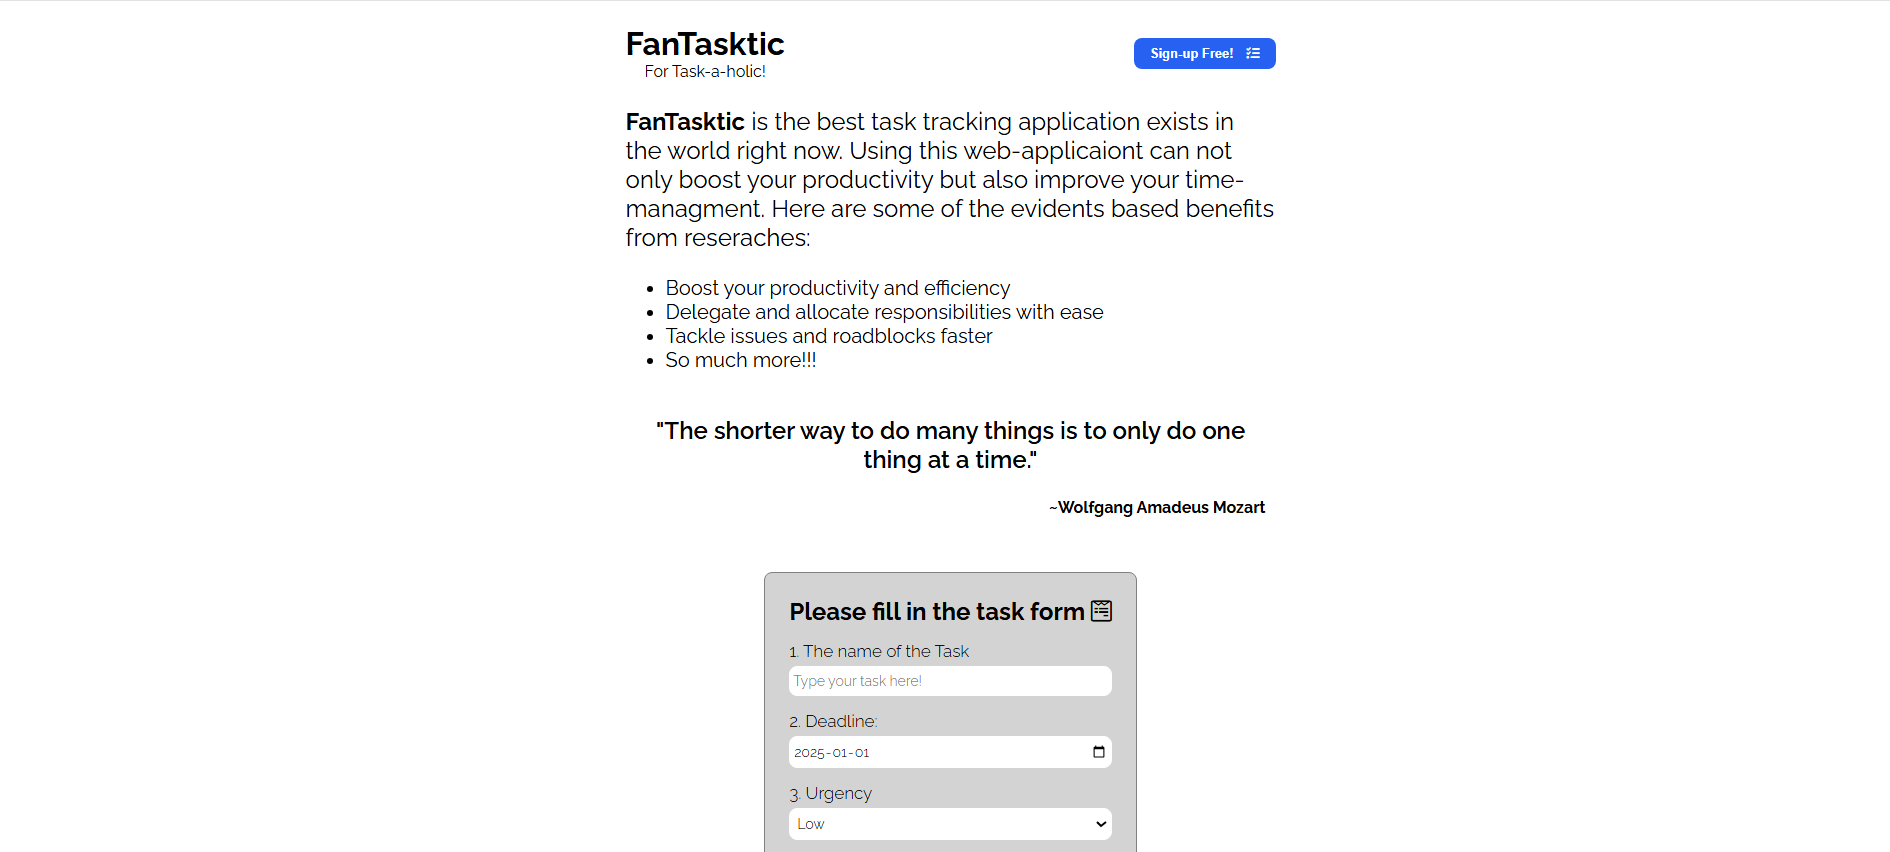 FanTasktic
For Task-a-holic!
Sign-up Free!
FanTasktic is the best task tracking application exists in
the world right now. Using this web-applicaiont can not
only boost your productivity but also improve your time-
managment. Here are some of the evidents based benefits
from reseraches:
Boost your productivity and efficiency
Delegate and allocate responsibilities with ease
Tackle issues and roadblocks faster
So much more!!!
"The shorter way to do many things is to only do one
thing at a time."
~Wolfgang Amadeus Mozart
Please fill in the task form
1. The name of the Task
Type your task here!
2. Deadline:
2025-01-01
3. Urgency
Low